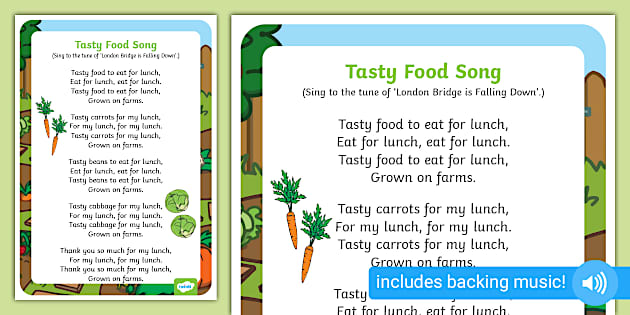 Tasty Food Song
(Sing to the tune of 'London Bridge is Falling Down'.)
Tasty food to eat for lunch,
Eat for lunch, eat for lunch.
Tasty food to eat for lunch,
Grown on farms.
Tasty carrots for my lunch,
For my lunch, for my lunch.
Tasty carrots for my lunch,
Grown on farms.
Tasty beans to eat for lunch,
Eat for lunch, eat for lunch.
Tasty beans to eat for lunch,
Grown on farms.
Tasty cabbage for my lunch,
For my lunch, for my lunch.
Tasty cabbage for my lunch,
Grown on farms.
Thank you so much for my lunch,
For my lunch, for my lunch.
Thank you so much for my lunch,
Grown on farms.
twinkl
Tasty Food Song
(Sing to the tune of 'London Bridge is Falling Down'.)
Tasty food to eat for lunch,
Eat for lunch, eat for lunch.
Tasty food to eat for lunch,
Grown on farms.
Tasty carrots for my lunch,
For my lunch, for my lunch.
Tasty carrots for my lunch,
Grown on farms.
Tasty
Eat for lunch, eat for lunch.
includes backing music!